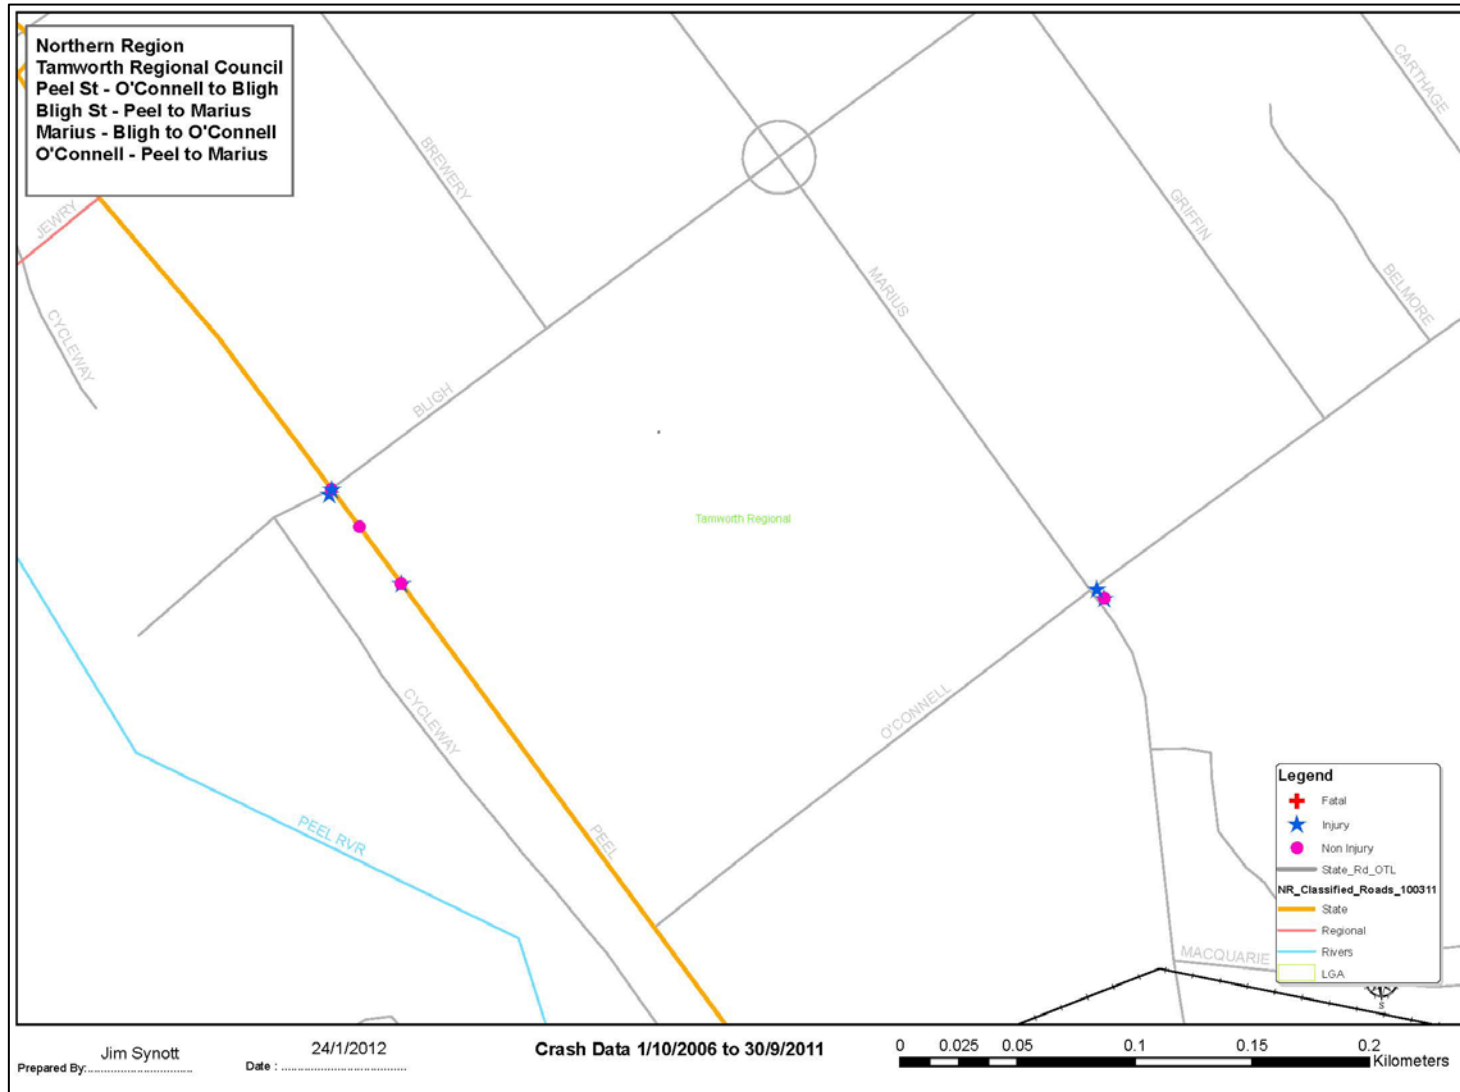 Northern Region
Tamworth Regional Council
Peel St - O'Connell to Bligh
Bligh St - Peel to Marius
Marius - Bligh to O'Connell
O'Connell - Peel to Marius
CARTHAGE
BREWERY
GRIFFIN
JEWRY
MARIUS
BELMORE
CYCLEWAY
BLIGH
Tamworth Regional
CYCLEWAY
O'CONNELL
PEEL RVR
PEEL
MACQUARIE
Legend
Fatal
Injury
Non Injury
State_Rd_OTL
NR_Classified_Roads_100311
State
Regional
Rivers
LGA
S
Prepared By: Jim Synott
Date : 24/1/2012
Crash Data 1/10/2006 to 30/9/2011
0 0.025 0.05 0.1 0.15 0.2
Kilometers